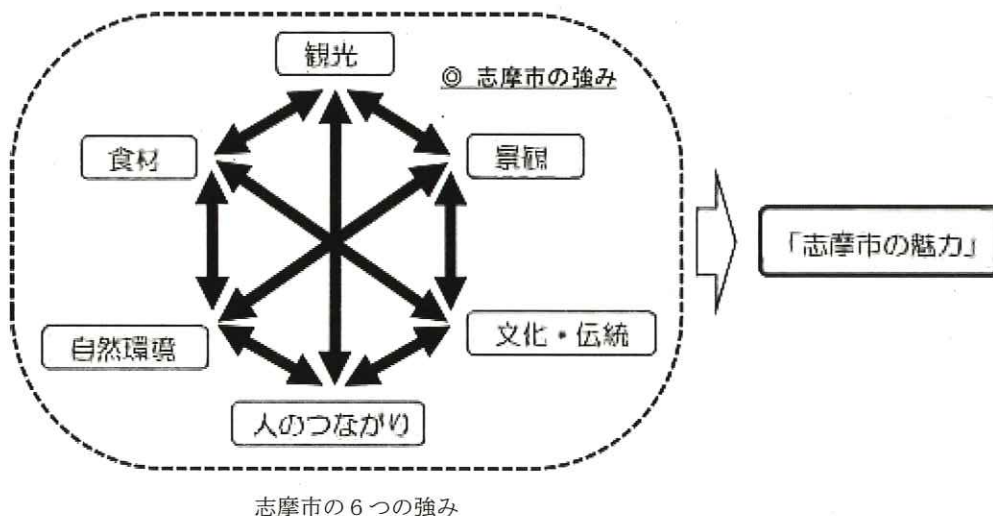 観光
◎ 志摩市の強み
食材
景観
「志摩市の魅力」
自然環境
文化・伝統
人のつながり
志摩市の6つの強み